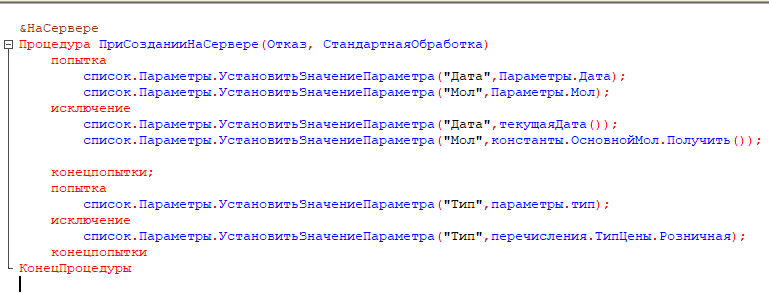 &НаСервере
Процедура ПриСозданииНаСервере(Отказ, СтандартнаяОбработка)
попытка
список.Параметры.УстановитьЗначениеПараметра("Дата",Параметры.Дата);
список.Параметры.УстановитьЗначениеПараметра("Мол",Параметры.Мол);
исключение
список.Параметры.УстановитьЗначениеПараметра("Дата",текущаяДата());
список.Параметры.УстановитьЗначениеПараметра("Мол",константы.ОсновнойМол.Получить());
конецпопытки;
попытка
список.Параметры.УстановитьЗначениеПараметра("Тип",параметры.тип);
исключение
список.Параметры.УстановитьЗначениеПараметра("Тип",перечисления.ТипЦены.Розничная);
конецпопытки
КонецПроцедуры